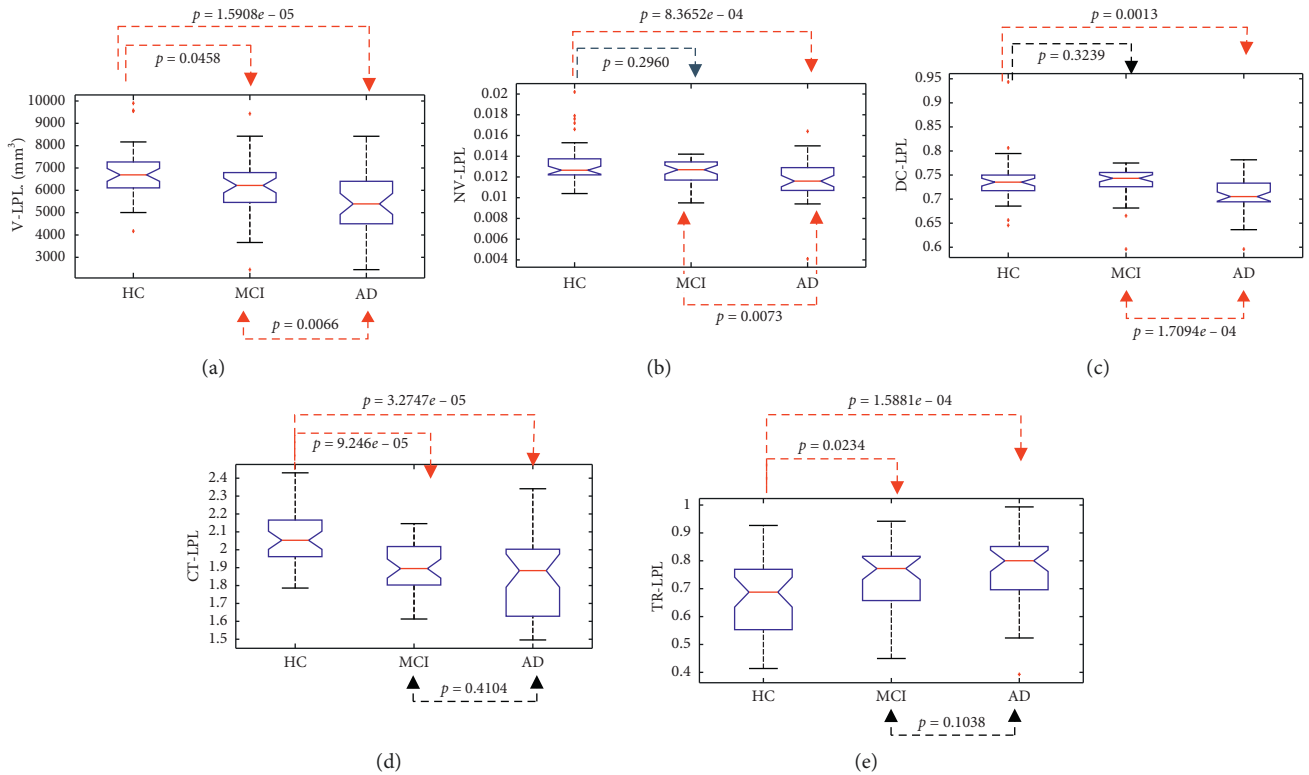 p = 1.5908e – 05
p = 0.0458
V-LPL (mm³)
10000
9000
8000
7000
6000
5000
4000
3000
HC
MCI
AD
p = 0.0066
(a)
p = 8.3652e – 04
p = 0.2960
NV-LPL
0.02
0.018
0.016
0.014
0.012
0.01
0.008
0.006
0.004
HC
MCI
AD
p = 0.0073
(b)
p = 0.0013
p = 0.3239
DC-LPL
0.95
0.9
0.85
0.8
0.75
0.7
0.65
0.6
HC
MCI
AD
p = 1.7094e – 04
(c)
p = 3.2747e – 05
p = 9.246e – 05
CT-LPL
2.4
2.3
2.2
2.1
2
1.9
1.8
1.7
1.6
1.5
HC
MCI
AD
p = 0.4104
(d)
p = 1.5881e – 04
p = 0.0234
TR-LPL
1
0.9
0.8
0.7
0.6
0.5
0.4
HC
MCI
AD
p = 0.1038
(e)